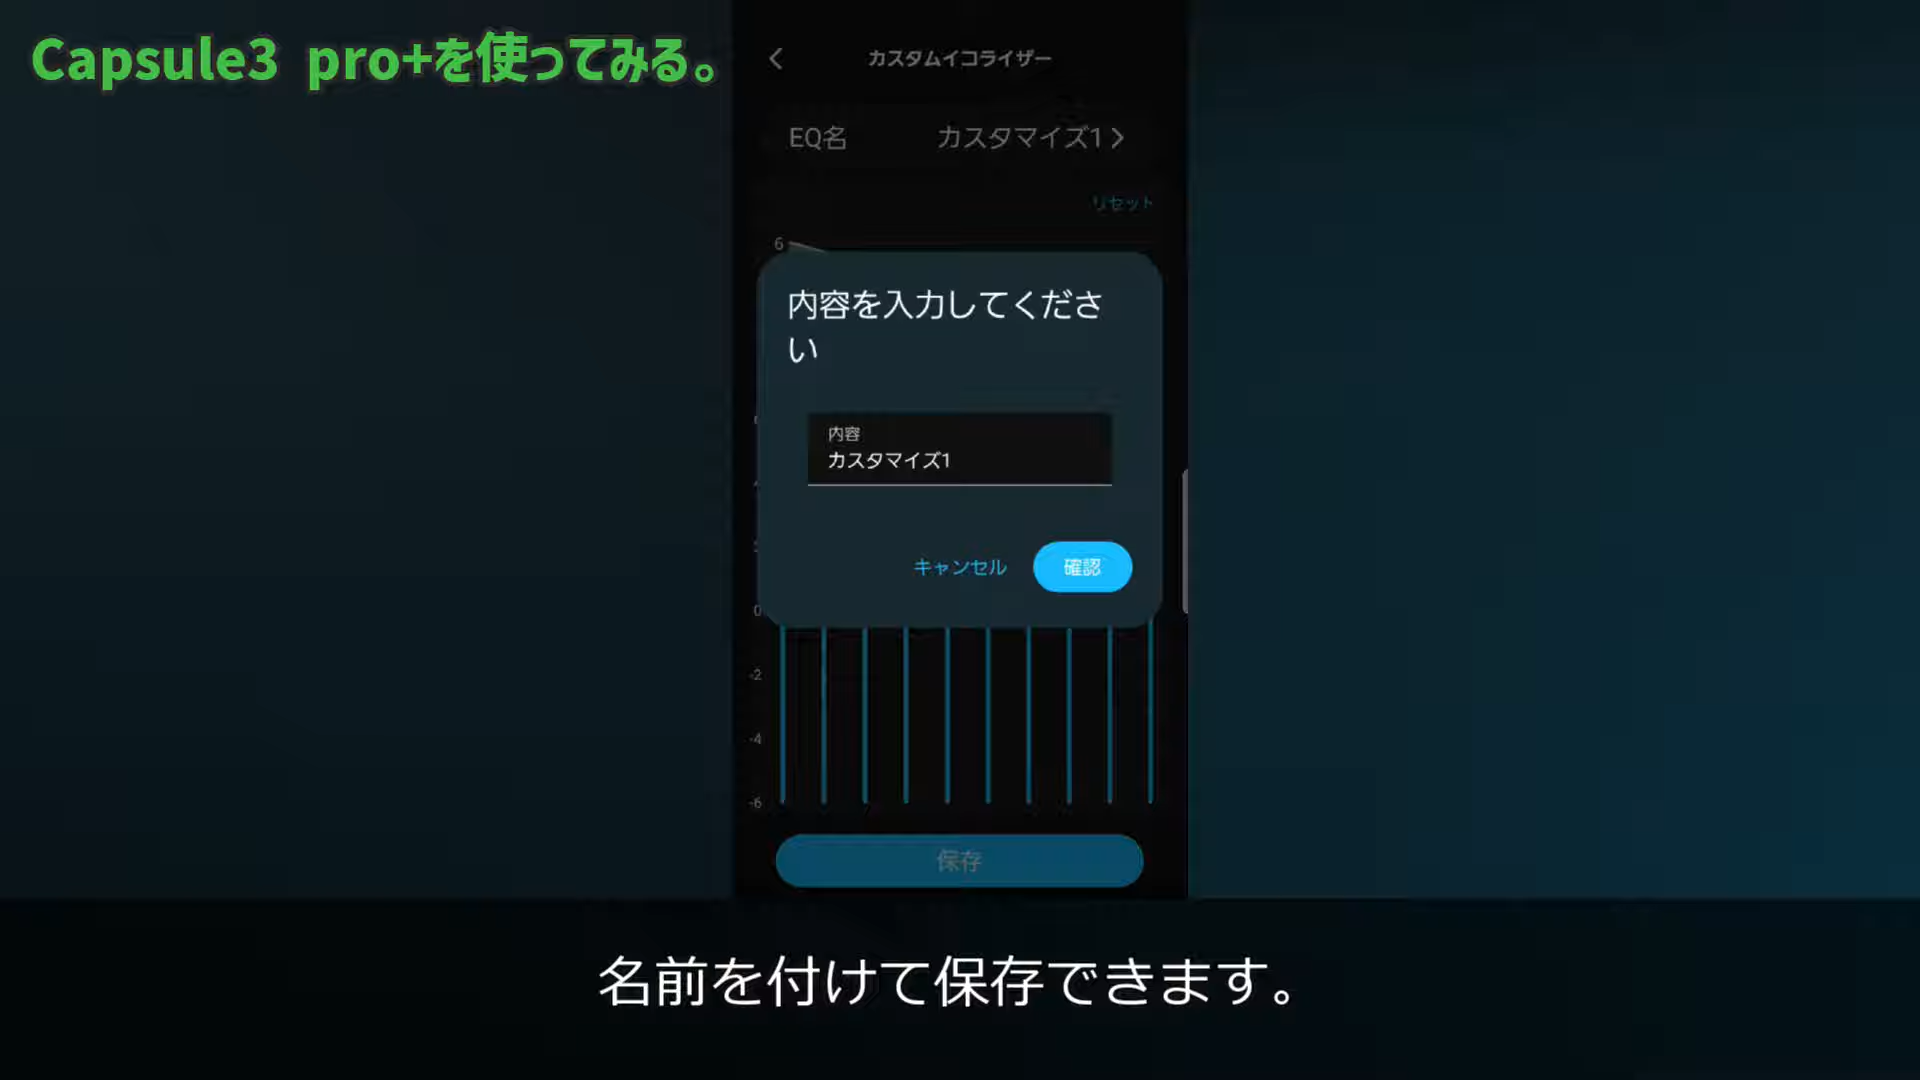 Capsule3 pro+を使ってみる。
カスタムイコライザー
EQ名 カスタマイズ1
リセット
6
内容を入力してくださ
い
内容
カスタマイズ1
キャンセル 確認
0
-2
-4
-6
保存
名前を付けて保存できます。